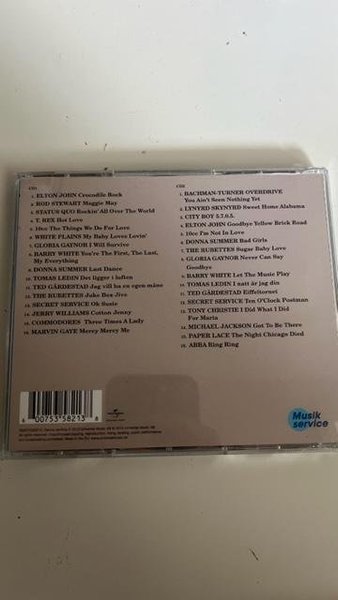 CD1
1. ELTON JOHN Crocodile Rock
2. ROD STEWART Maggie May
3. STATUS QUO Rockin' All Over The World
4. T. REX Hot Love
5. 10cc The Things We Do For Love
6. WHITE PLAINS My Baby Loves Lovin'
7. GLORIA GAYNOR I Will Survive
8. BARRY WHITE You're The First, The Last,
My Everything
9. DONNA SUMMER Last Dance
10. TOMAS LEDIN Det ligger i luften
11. TED GÄRDESTAD Jag vill ha en egen måne
12. THE RUBETTES Juke Box Jive
13. SECRET SERVICE Oh Susie
14. JERRY WILLIAMS Cotton Jenny
15. COMMODORES Three Times A Lady
16. MARVIN GAYE Mercy Mercy Me
CD2
1. BACHMAN-TURNER OVERDRIVE
You Ain't Seen Nothing Yet
2. LYNYRD SKYNYRD Sweet Home Alabama
3. CITY BOY 5.7.0.5.
4. ELTON JOHN Goodbye Yellow Brick Road
5. 10cc I'm Not In Love
6. DONNA SUMMER Bad Girls
7. THE RUBETTES Sugar Baby Love
8. GLORIA GAYNOR Never Can Say
Goodbye
9. BARRY WHITE Let The Music Play
10. TOMAS LEDIN I natt är jag din
11. TED GÄRDESTAD Eiffeltornet
12. SECRET SERVICE Ten O'Clock Postman
13. TONY CHRISTIE I Did What I Did
For Maria
14. MICHAEL JACKSON Got To Be There
15. PAPER LACE The Night Chicago Died
16. ABBA Ring Ring
6 00753 58213 8
Musik
service